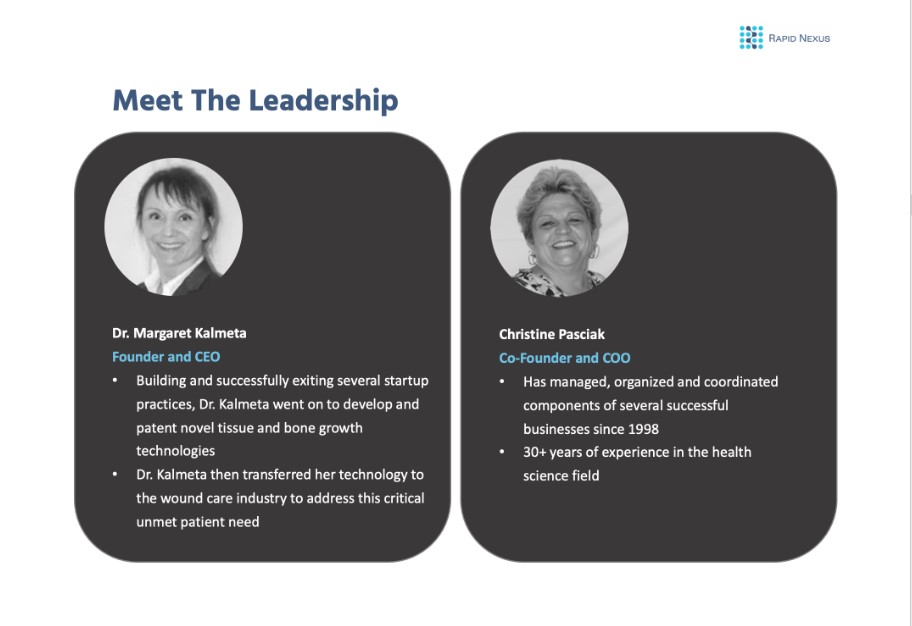 RAPID NEXUS
Meet The Leadership
Dr. Margaret Kalmeta
Founder and CEO
• Building and successfully exiting several startup
practices, Dr. Kalmeta went on to develop and
patent novel tissue and bone growth
technologies
• Dr. Kalmeta then transferred her technology to
the wound care industry to address this critical
unmet patient need
Christine Pasciak
Co-Founder and COO
• Has managed, organized and coordinated
components of several successful
businesses since 1998
• 30+ years of experience in the health
science field